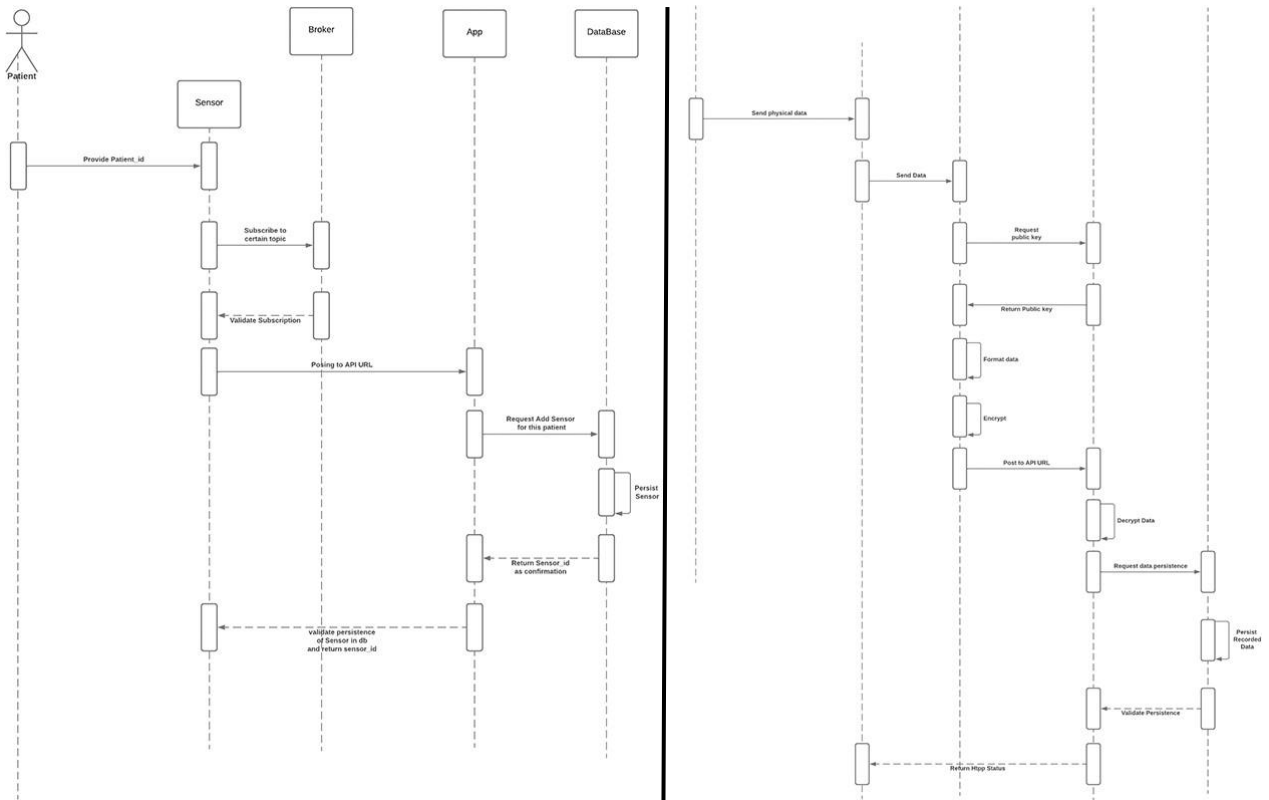 Broker
App
DataBase
Patient
Sensor
Provide Patient_id
Subscribe to
certain topic
Validate Subscription
Posing to API URL
Request Add Sensor
for this patient
Persist
Sensor
Return Sensor_id
as confirmation
validate persistence
of Sensor in db
and return sensor_id
Send physical data
Send Data
Request
public key
Return Public key
Format data
Encrypt
Post to API URL
Decrypt Data
Request data persistence
Persist
Recorded
Data
Validate Persistence
Return Htpp Status